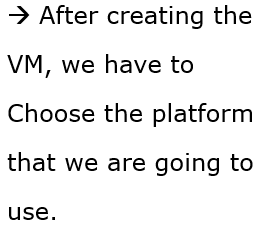 → After creating the
VM, we have to
Choose the platform
that we are going to
use.